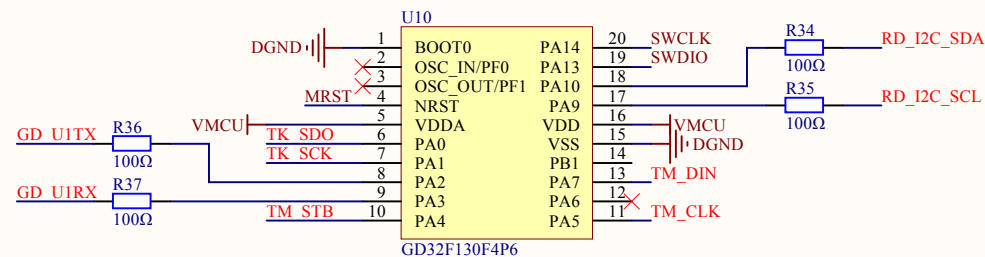 U10
DGND 1 BOOT0 PA14 20 SWCLK R34 RD_I2C_SDA
2 OSC_IN/PF0 PA13 19 SWDIO 100Ω
3 OSC_OUT/PF1 PA10 18
MRST 4 NRST PA9 17 R35 RD_I2C_SCL
100Ω
VMCU 5 VDDA VDD 16 VMCU
GD_U1TX R36 TK_SDO 6 PA0 VSS 15 DGND
100Ω TK_SCK 7 PA1 PB1 14
8 PA2 PA7 13 TM_DIN
GD_U1RX R37 9 PA3 PA6 12
100Ω TM_STB 10 PA4 PA5 11 TM_CLK
GD32F130F4P6